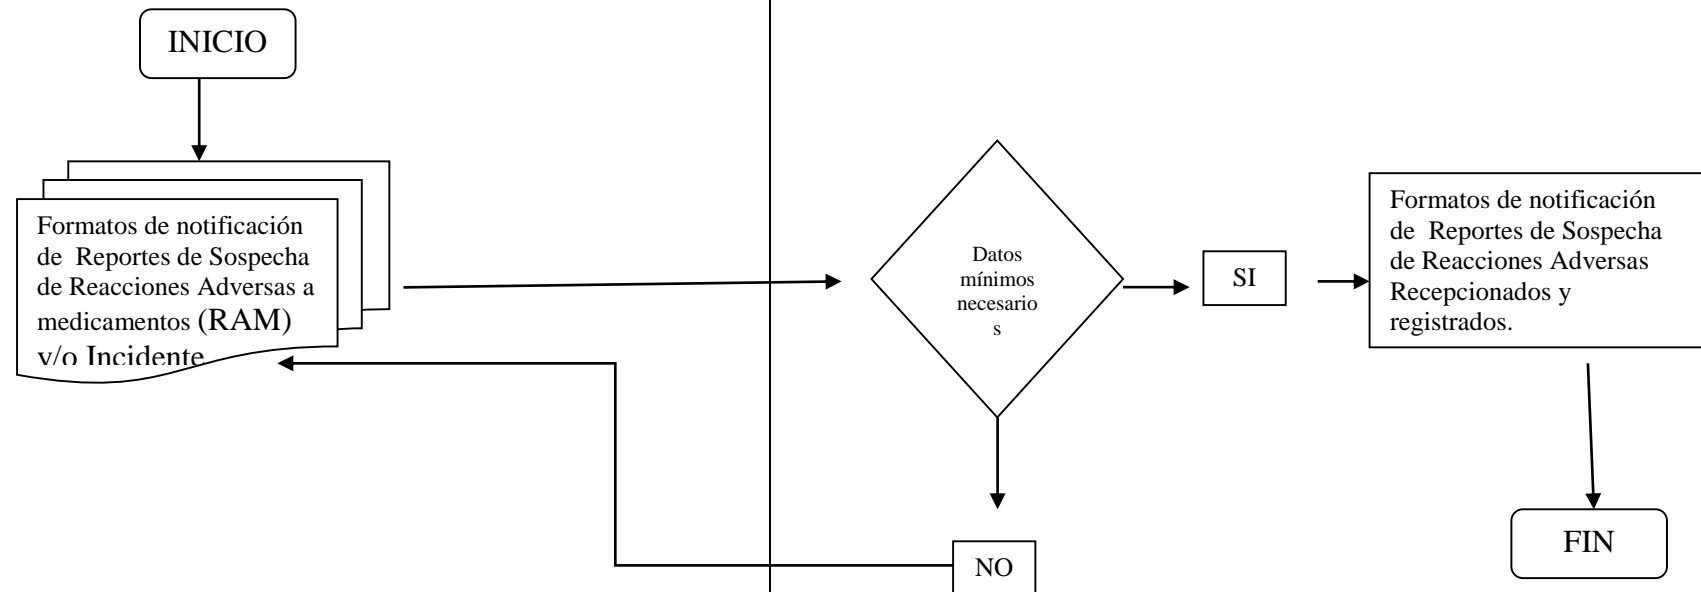 INICIO
Formatos de notificación
de Reportes de Sospecha
de Reacciones Adversas a
medicamentos (RAM)
y/o Incidente
Datos
mínimos
necesario
s
SI
Formatos de notificación
de Reportes de Sospecha
de Reacciones Adversas
Recepcionados y
registrados.
NO
FIN